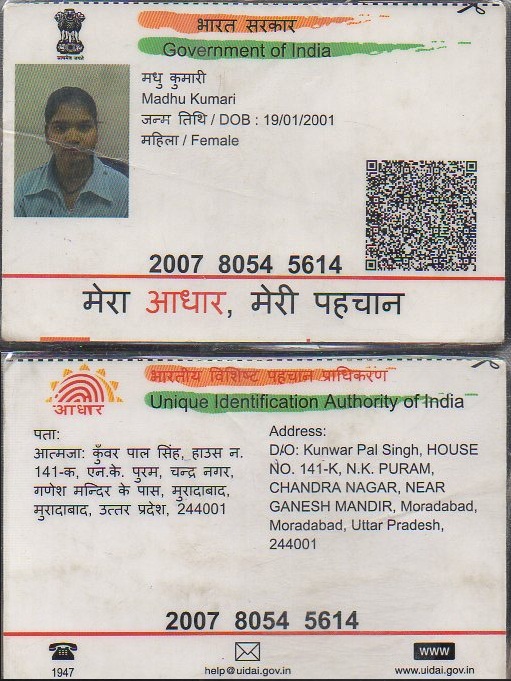 भारत सरकार
Government of India
मधु कुमारी
Madhu Kumari
जन्म तिथि / DOB : 19/01/2001
महिला / Female
2007 8054 5614
मेरा आधार, मेरी पहचान
भारतीय विशिष्ट पहचान प्राधिकरण
Unique Identification Authority of India
आधार
पता:
आत्मजा: कुँवर पाल सिंह, हाउस न.
141-क, एन.के. पुरम, चन्द्र नगर,
गणेश मन्दिर के पास, मुरादाबाद,
मुरादाबाद, उत्तर प्रदेश, 244001
Address:
D/O: Kunwar Pal Singh, HOUSE
NO. 141-K, N.K. PURAM,
CHANDRA NAGAR, NEAR
GANESH MANDIR, Moradabad,
Moradabad, Uttar Pradesh,
244001
2007 8054 5614
1947
help@uidai.gov.in
www
www.uidai.gov.in